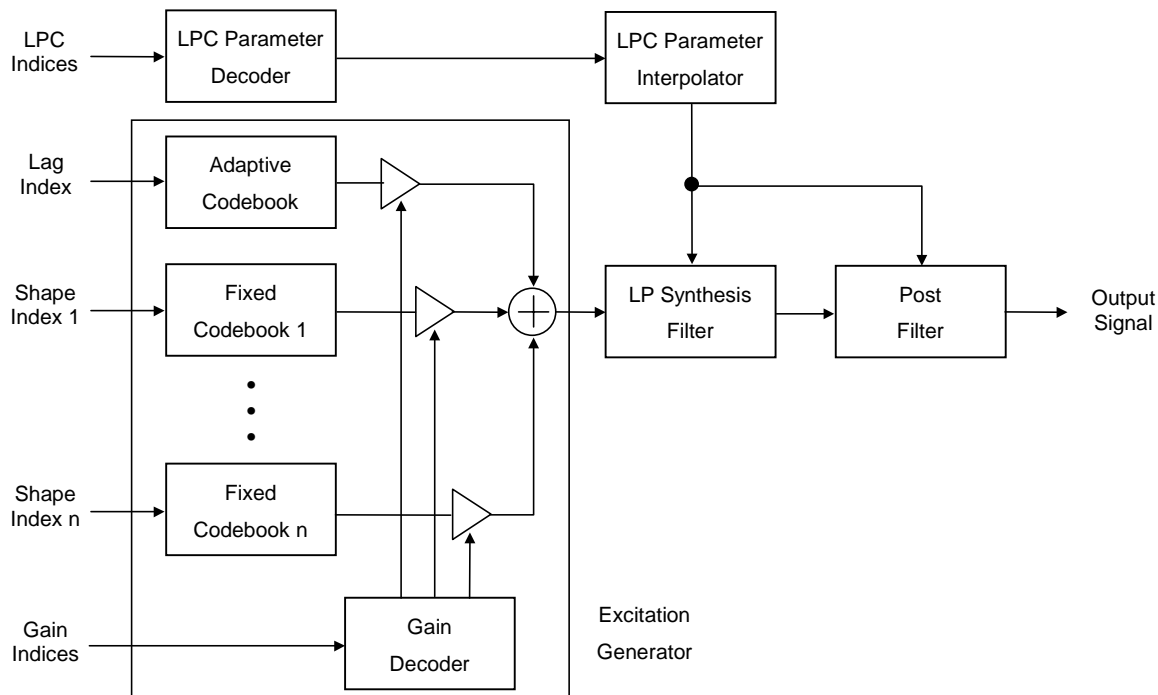 LPC
Indices
LPC Parameter
Decoder
LPC Parameter
Interpolator
Lag
Index
Adaptive
Codebook
Shape
Index 1
Fixed
Codebook 1
LP Synthesis
Filter
Post
Filter
Output
Signal
Shape
Index n
Fixed
Codebook n
Gain
Indices
Gain
Decoder
Excitation
Generator